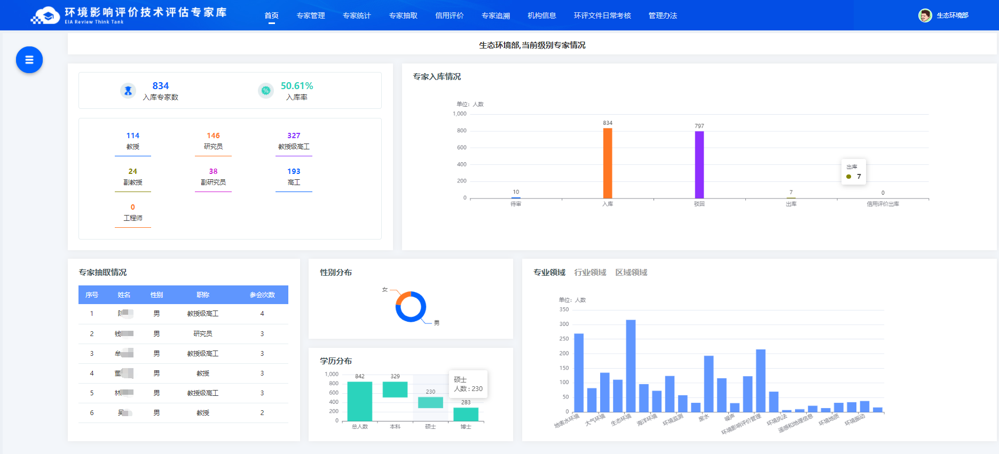 环境影响评价技术评估专家库
EIA Review Think Tank
首页 专家管理 专家统计 专家抽取 信用评价 专家追溯 机构信息 环评文件日常考核 管理办法
生态环境部
生态环境部,当前级别专家情况
834
入库专家数
50.61%
入库率
114 146 327
教授 研究员 教授级高工
24 38 193
副教授 副研究员 高工
0
工程师
专家入库情况
单位：人数
1,000
800
600
400
200
0
10 834 797 7 0
待审 入库 驳回 出库 信用评价出库
出库
7
专家抽取情况
序号 姓名 性别 职称 参会次数
1 男 教授级高工 4
2 钱 男 研究员 3
3 牟 男 教授级高工 3
4 董 男 教授 3
5 林 男 教授级高工 3
6 吴 男 教授 2
性别分布
女
男
学历分布
1,000
800
600
400
200
0
842 329 230 283
总人数 本科 硕士 博士
硕士
人数 : 230
专业领域 行业领域 区域领域
单位：人数
350
300
250
200
150
100
50
0
地表水环境 大气环境 生态环境 海洋环境 环境监测 废水 噪声 环境影响评价管理 环境执法 遥感和地理信息 环境地质 环境振动